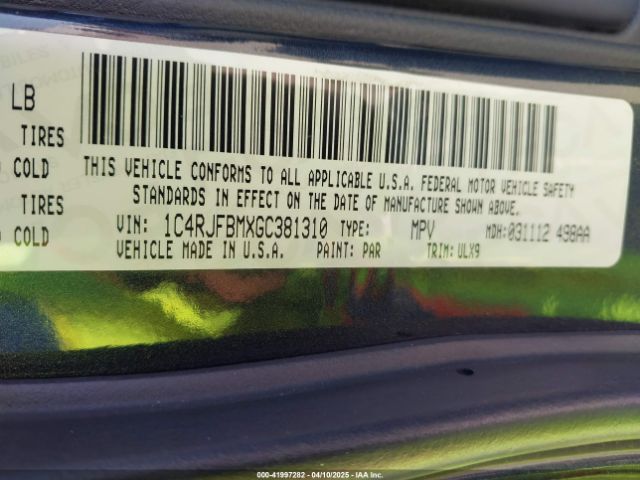 LB
TIRES
COLD
TIRES
COLD
THIS VEHICLE CONFORMS TO ALL APPLICABLE U.S.A. FEDERAL MOTOR VEHICLE SAFETY
STANDARDS IN EFFECT ON THE DATE OF MANUFACTURE SHOWN ABOVE.
VIN: 1C4RJFBMXGC381310 TYPE: MPV MDH: 031112 498AA
VEHICLE MADE IN U.S.A. PAINT: PAR TRIM: ULX9
00-41997282 - 04/10/2025 - IAA Inc.